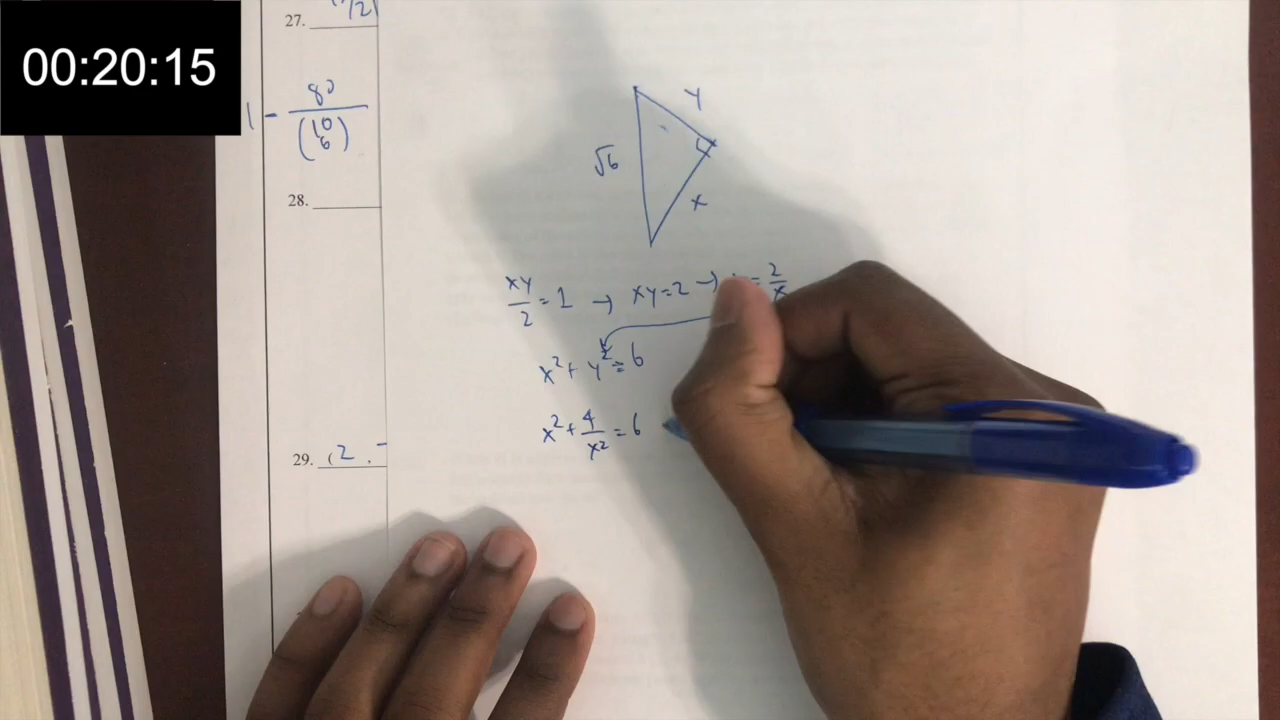 00:20:15
27.
1 - 80 / (10 6)
28.
29. (2 , -
y
√6
x
xy/2 = 1 → xy=2 → = 2/x
x² + y² = 6
x² + 4/x² = 6